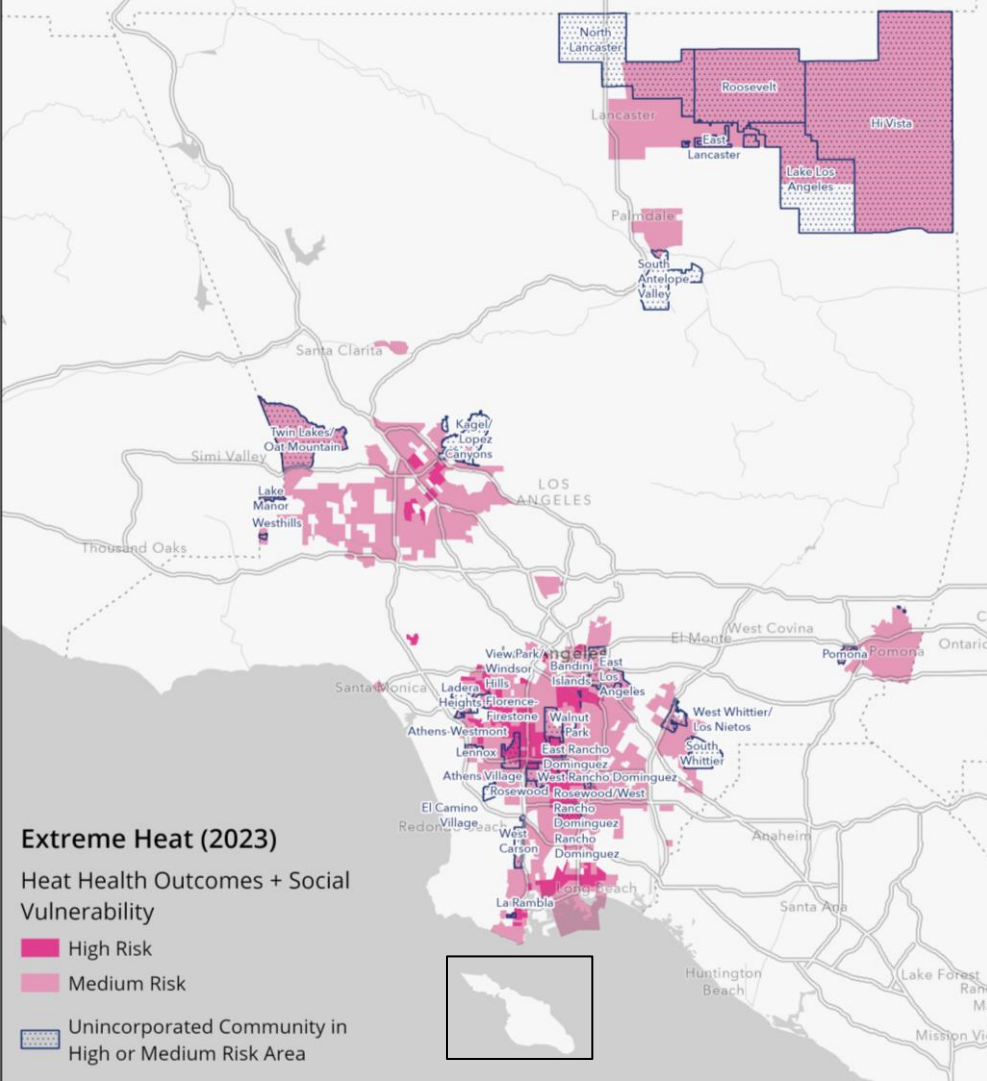 North
Lancaster
Roosevelt
Hi Vista
Lancaster
East
Lancaster
Lake Los
Angeles
Palmdale
South
Antelope
Valley
Santa Clarita
Twin Lakes/
Oat Mountain
Kagel/
Lopez
Canyons
Simi Valley
LOS
ANGELES
Lake
Manor
Westhills
Thousand Oaks
El Monte
West Covina
Pomona
Pomona
Ontario
View Park/
Windsor
Hills
Bandini
Islands
East
Los
Angeles
Santa Monica
Ladera
Heights
Florence-
Firestone
Walnut
Park
West Whittier/
Los Nietos
Athens-Westmont
South
Whittier
Lennox
East Rancho
Dominguez
Athens Village
West Rancho Dominguez
Rosewood
Rosewood/West
Rancho
Dominguez
El Camino
Village
Redondo Beach
West
Carson
Rancho
Dominguez
Anaheim
Long Beach
La Rambla
Santa Ana
Huntington
Beach
Lake Forest
Mission Vi
Extreme Heat (2023)
Heat Health Outcomes + Social
Vulnerability
High Risk
Medium Risk
Unincorporated Community in
High or Medium Risk Area